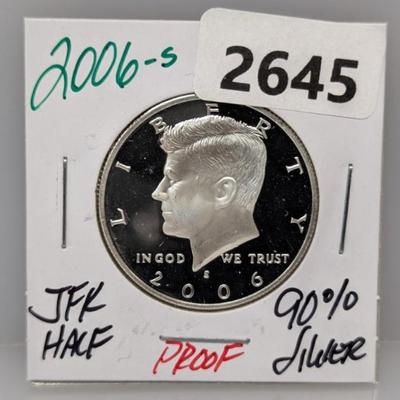 2006-s
2645
LIBERTY
IN GOD WE TRUST
S
2006
JFK
HALF
PROOF
90%
Silver